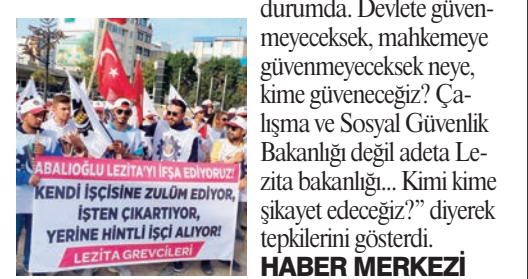 ABALIOĞLU LEZİTA'YI İFŞA EDİYORUZ!
KENDİ İŞÇİSİNE ZULÜM EDİYOR,
İŞTEN ÇIKARTIYOR,
YERİNE HİNTLİ İŞÇİ ALIYOR!
LEZİTA GREVCİLERİ
durumda. Devlete güven-
meyeceksek, mahkemeye
güvenmeyeceksek neye,
kime güveneceğiz? Ça-
lışma ve Sosyal Güvenlik
Bakanlığı değil adeta Le-
zita bakanlığı... Kimi kime
şikayet edeceğiz?” diyerek
tepkilerini gösterdi.
HABER MERKEZİ